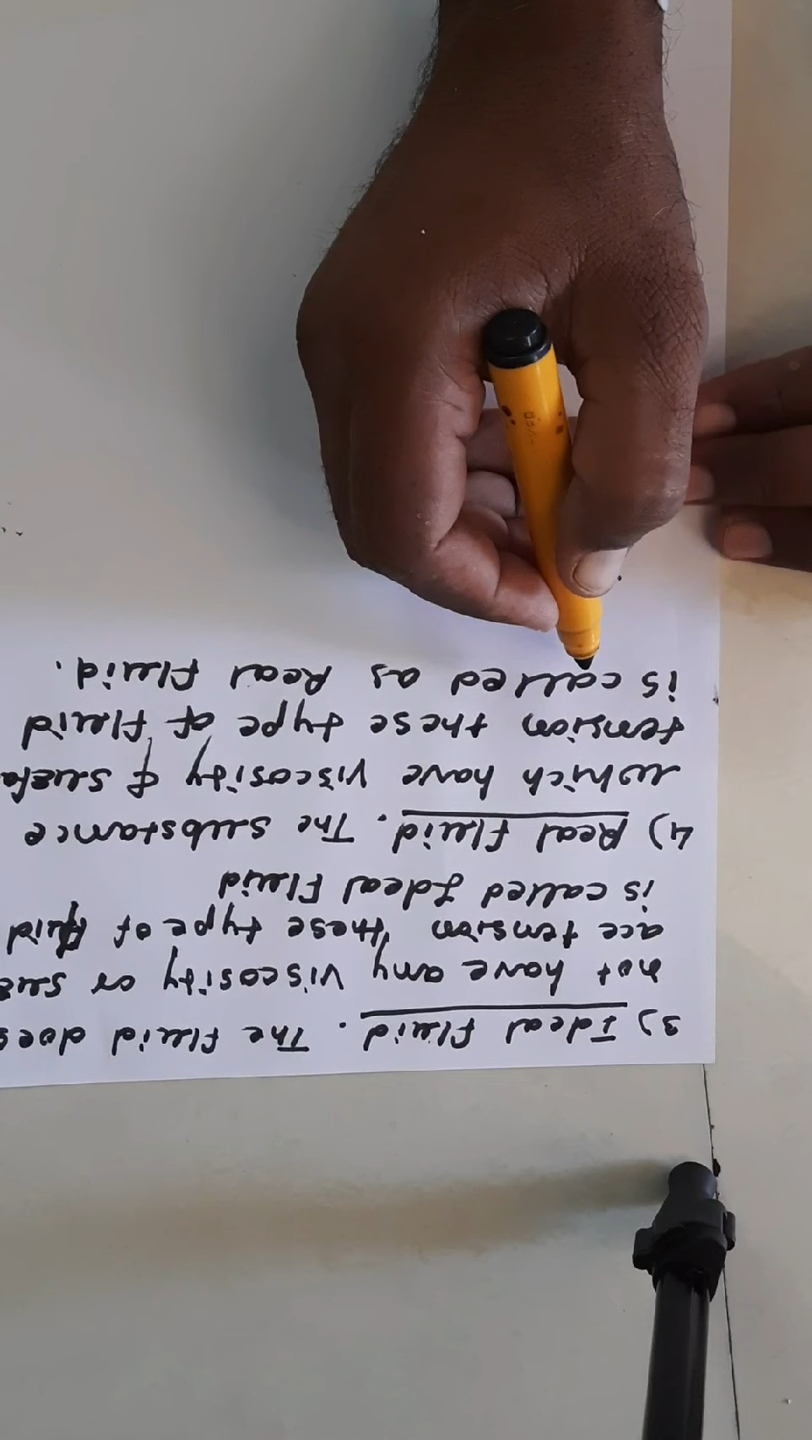 3) Ideal Fluid. The fluid does
not have any viscosity or
ace tension these type of fluid
is called Ideal Fluid
4) Real Fluid. The substance
which have viscosity &
tension these type of fluid
is called as Real Fluid.